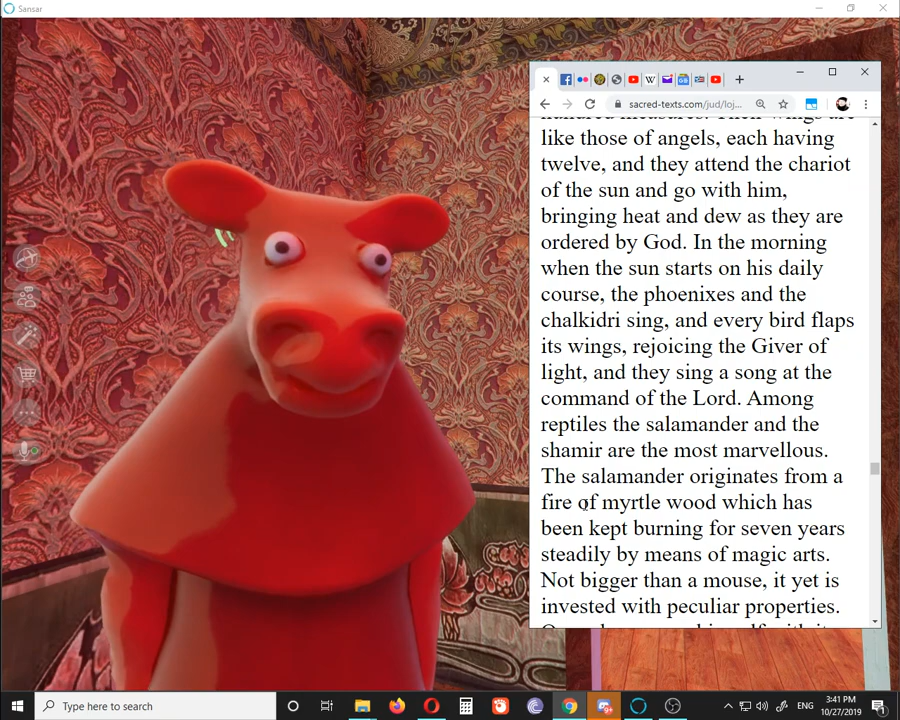 Sansar
sacred-texts.com/jud/loj...
hundred measures. Their wings are
like those of angels, each having
twelve, and they attend the chariot
of the sun and go with him,
bringing heat and dew as they are
ordered by God. In the morning
when the sun starts on his daily
course, the phoenixes and the
chalkidri sing, and every bird flaps
its wings, rejoicing the Giver of
light, and they sing a song at the
command of the Lord. Among
reptiles the salamander and the
shamir are the most marvellous.
The salamander originates from a
fire of myrtle wood which has
been kept burning for seven years
steadily by means of magic arts.
Not bigger than a mouse, it yet is
invested with peculiar properties.
Type here to search
ENG
3:41 PM
10/27/2019